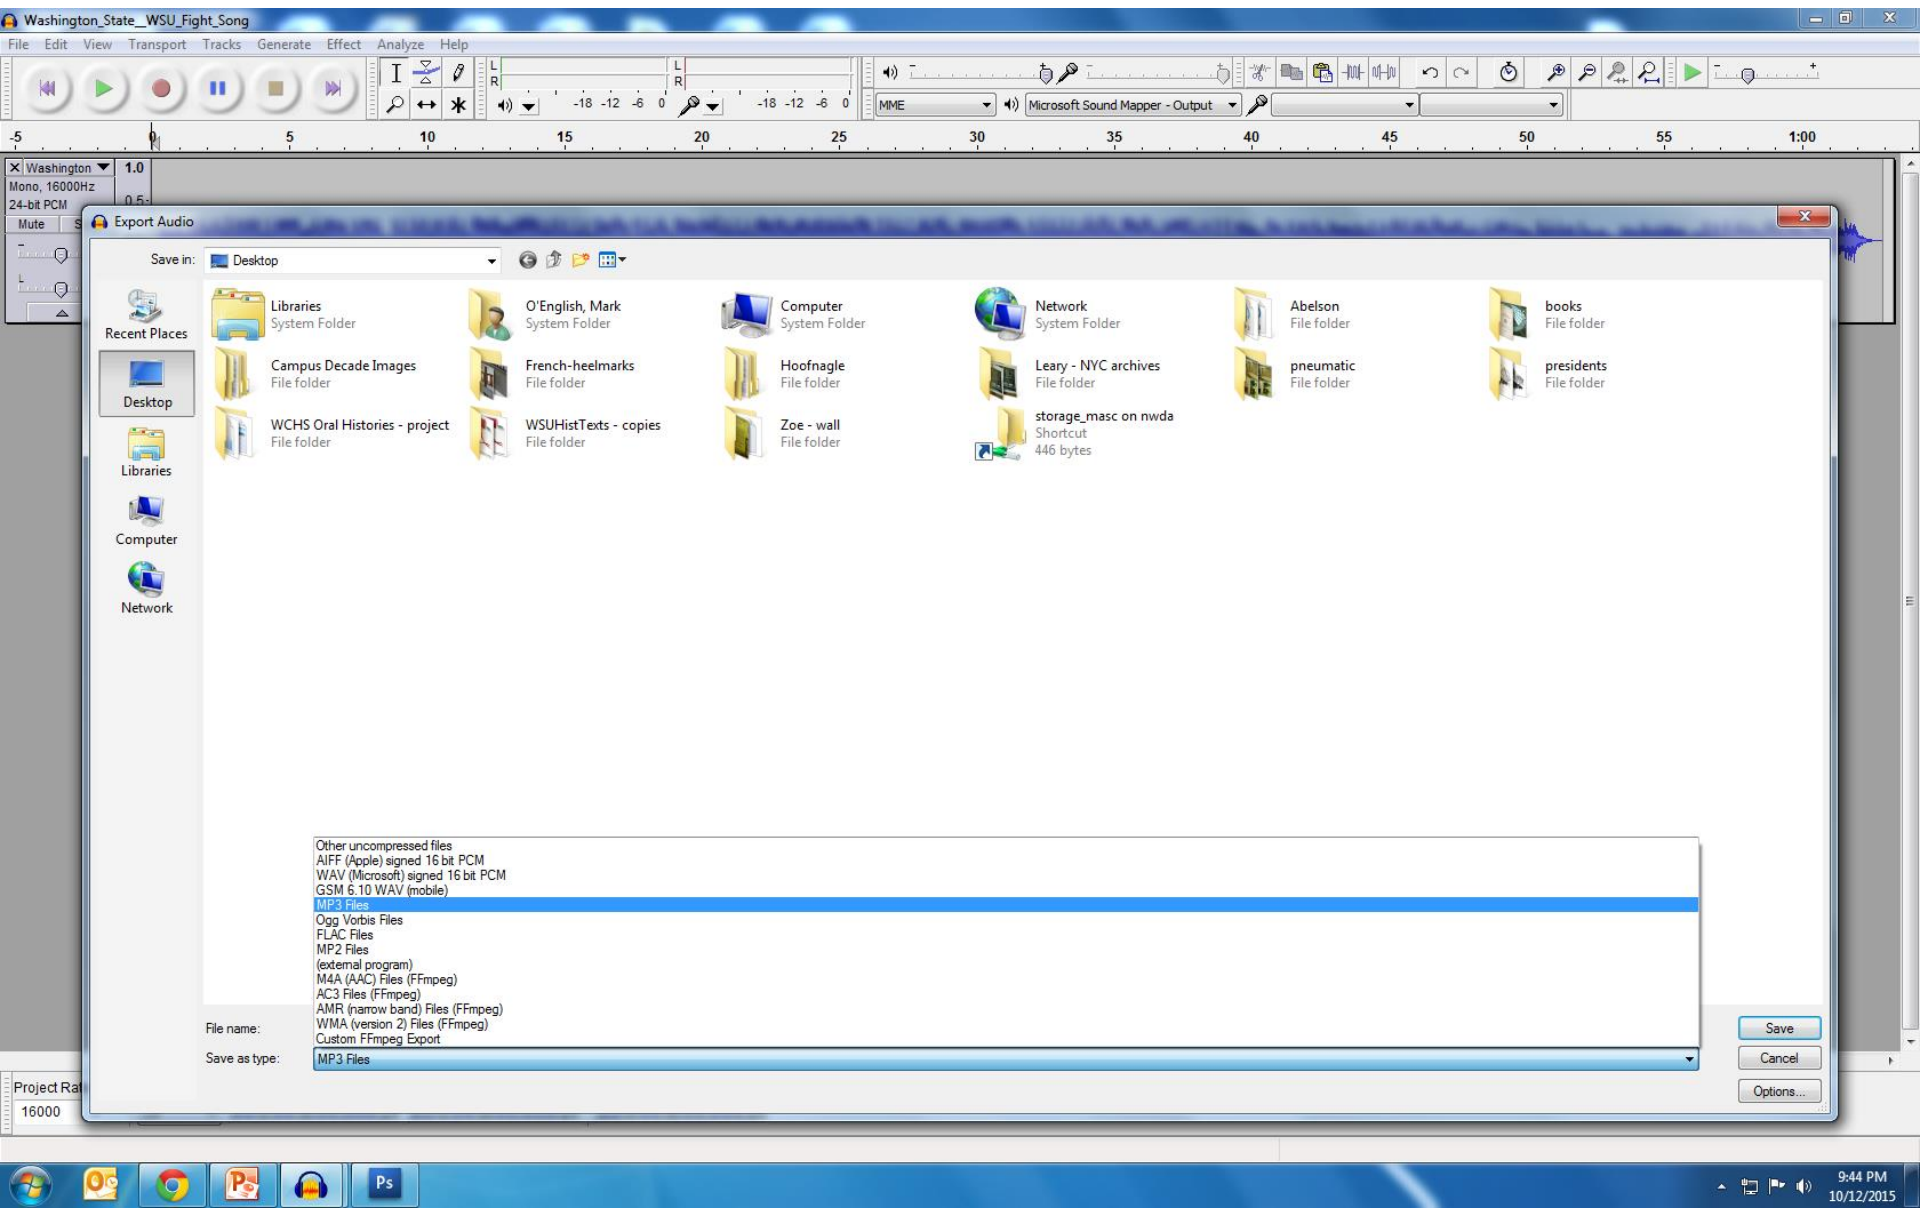 Washington_State__WSU_Fight_Song
File Edit View Transport Tracks Generate Effect Analyze Help
L
R
-18 -12 -6 0
L
R
-18 -12 -6 0
MME
Microsoft Sound Mapper - Output
-5 0 5 10 15 20 25 30 35 40 45 50 55 1:00
Washington 1.0
Mono, 16000Hz
24-bit PCM 0.5
Mute S
L
Export Audio
Save in: Desktop
Recent Places
Desktop
Libraries
Computer
Network
Libraries
System Folder
O'English, Mark
System Folder
Computer
System Folder
Network
System Folder
Abelson
File folder
books
File folder
Campus Decade Images
File folder
French-heelmarks
File folder
Hoofnagle
File folder
Leary - NYC archives
File folder
pneumatic
File folder
presidents
File folder
WCHS Oral Histories - project
File folder
WSUHistTexts - copies
File folder
Zoe - wall
File folder
storage_masc on nwda
Shortcut
446 bytes
Other uncompressed files
AIFF (Apple) signed 16 bit PCM
WAV (Microsoft) signed 16 bit PCM
GSM 6.10 WAV (mobile)
MP3 Files
Ogg Vorbis Files
FLAC Files
MP2 Files
(external program)
M4A (AAC) Files (FFmpeg)
AC3 Files (FFmpeg)
AMR (narrow band) Files (FFmpeg)
WMA (version 2) Files (FFmpeg)
Custom FFmpeg Export
File name:
Save as type: MP3 Files
Save
Cancel
Options...
Project Rat
16000
Ps
9:44 PM
10/12/2015